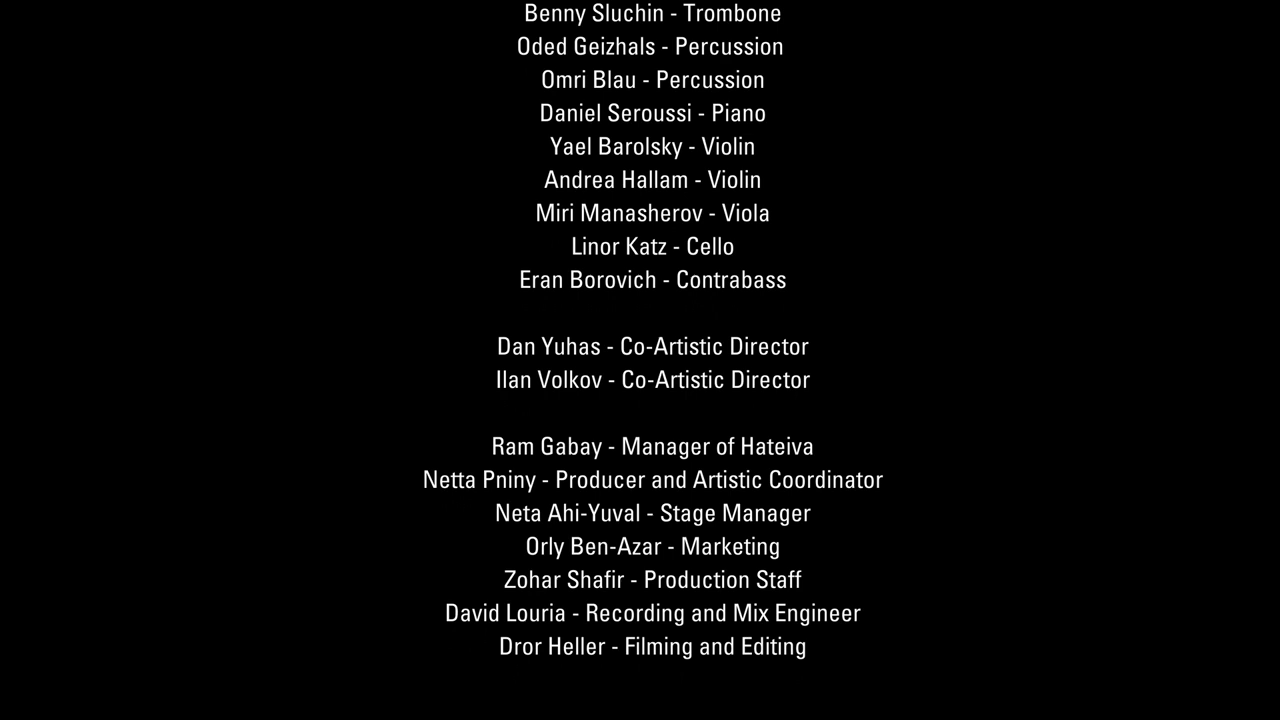 Benny Sluchin - Trombone
Oded Geizhals - Percussion
Omri Blau - Percussion
Daniel Seroussi - Piano
Yael Barolsky - Violin
Andrea Hallam - Violin
Miri Manasherov - Viola
Linor Katz - Cello
Eran Borovich - Contrabass
Dan Yuhas - Co-Artistic Director
Ilan Volkov - Co-Artistic Director
Ram Gabay - Manager of Hateiva
Netta Pniny - Producer and Artistic Coordinator
Neta Ahi-Yuval - Stage Manager
Orly Ben-Azar - Marketing
Zohar Shafir - Production Staff
David Louria - Recording and Mix Engineer
Dror Heller - Filming and Editing